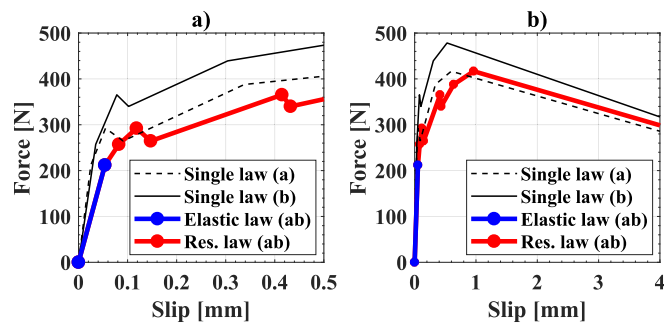 a)
500
400
300
200
100
0
Force [N]
Single law (a)
Single law (b)
Elastic law (ab)
Res. law (ab)
0
0.1
0.2
0.3
0.4
0.5
Slip [mm]
b)
500
400
300
200
100
0
Force [N]
Single law (a)
Single law (b)
Elastic law (ab)
Res. law (ab)
0
1
2
3
4
Slip [mm]